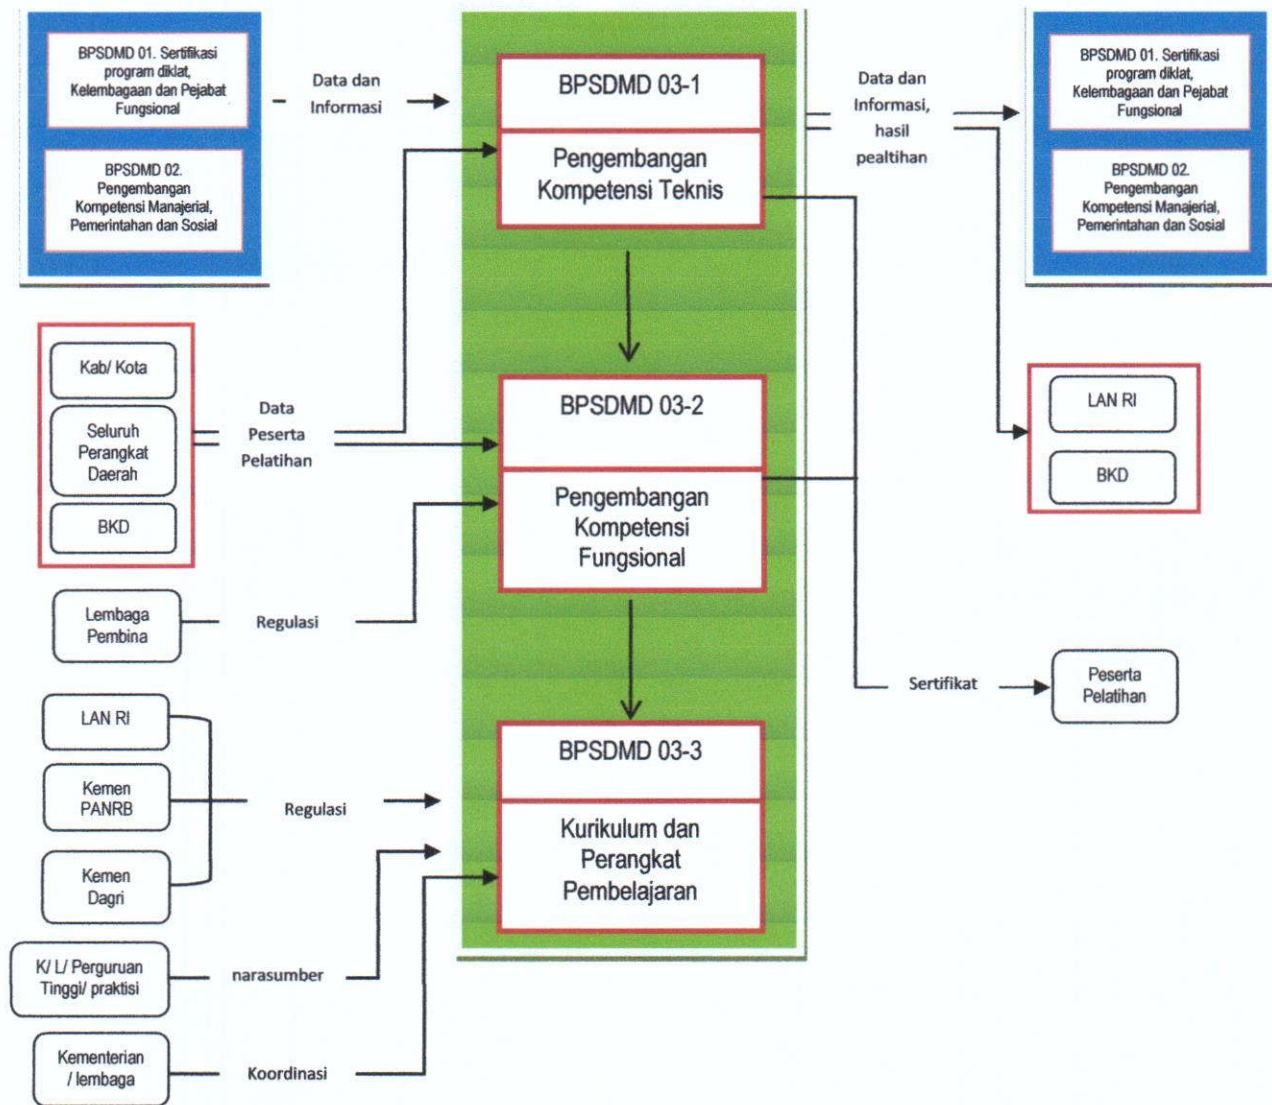 BPSDMD 01. Sertifikasi
program diklat,
Kelembagaan dan Pejabat
Fungsional
BPSDMD 02.
Pengembangan
Kompetensi Manajerial,
Pemerintahan dan Sosial
Data dan
Informasi
BPSDMD 03-1
Pengembangan
Kompetensi Teknis
Data dan
Informasi,
hasil
pealtihan
BPSDMD 01. Sertifikasi
program diklat,
Kelembagaan dan Pejabat
Fungsional
BPSDMD 02.
Pengembangan
Kompetensi Manajerial,
Pemerintahan dan Sosial
Kab/ Kota
Seluruh
Perangkat
Daerah
BKD
Data
Peserta
Pelatihan
BPSDMD 03-2
Pengembangan
Kompetensi
Fungsional
LAN RI
BKD
Lembaga
Pembina
Regulasi
Sertifikat
Peserta
Pelatihan
LAN RI
Kemen
PANRB
Kemen
Dagri
Regulasi
BPSDMD 03-3
Kurikulum dan
Perangkat
Pembelajaran
K/ L/ Perguruan
Tinggi/ praktisi
narasumber
Kementerian
/ lembaga
Koordinasi